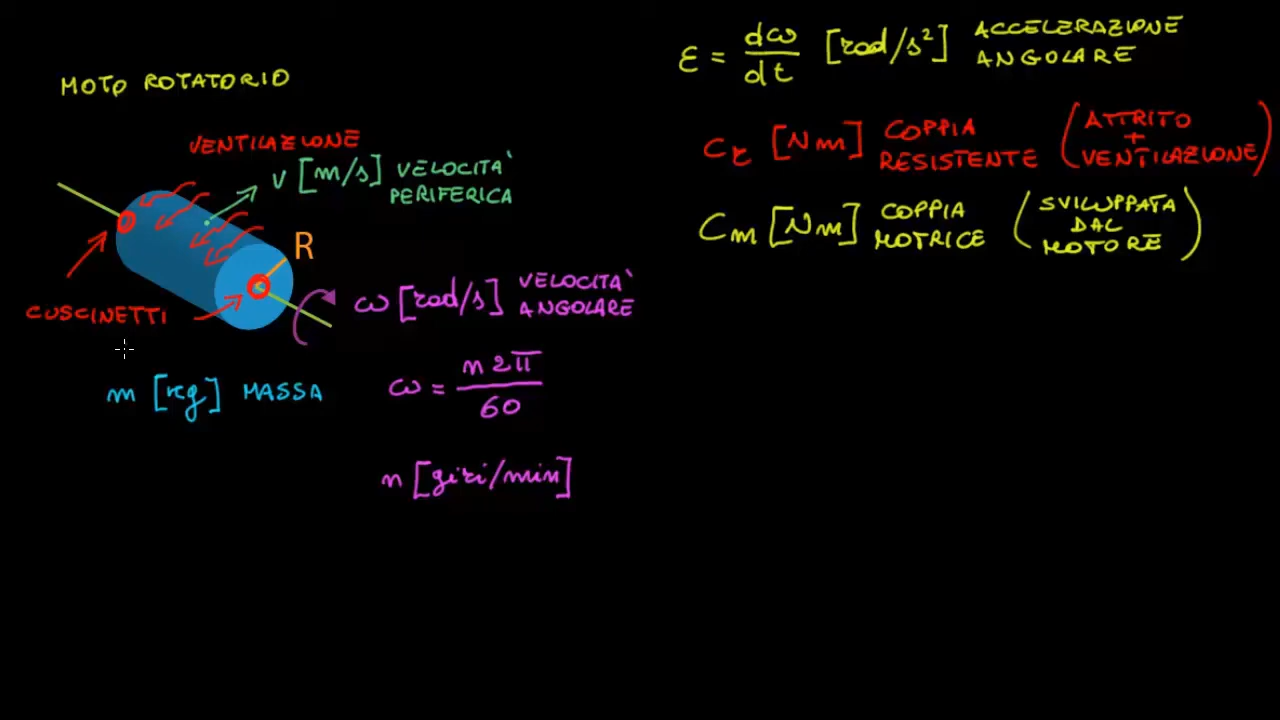 MOTO ROTATORIO
VENTILAZIONE
v [m/s] VELOCITA'
PERIFERICA
R
CUSCINETTI
ω [rad/s] VELOCITA'
ANGOLARE
m [kg] MASSA
ω = n 2π / 60
n [giri/min]
ε = dω / dt [rad/s²] ACCELERAZIONE
ANGOLARE
Cr [Nm] COPPIA
RESISTENTE
(ATTRITO
+
VENTILAZIONE)
Cm [Nm] COPPIA
MOTRICE
(SVILUPPATA
DAL
MOTORE)